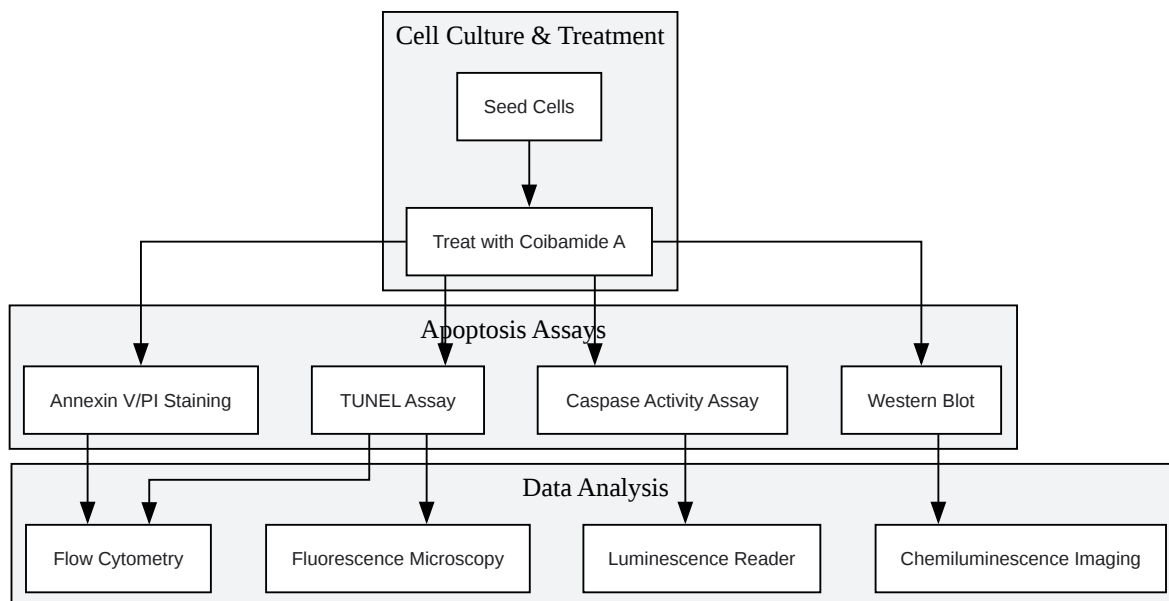 Cell Culture & Treatment
Seed Cells
Treat with Coibamide A
Apoptosis Assays
Annexin V/PI Staining
TUNEL Assay
Caspase Activity Assay
Western Blot
Data Analysis
Flow Cytometry
Fluorescence Microscopy
Luminescence Reader
Chemiluminescence Imaging